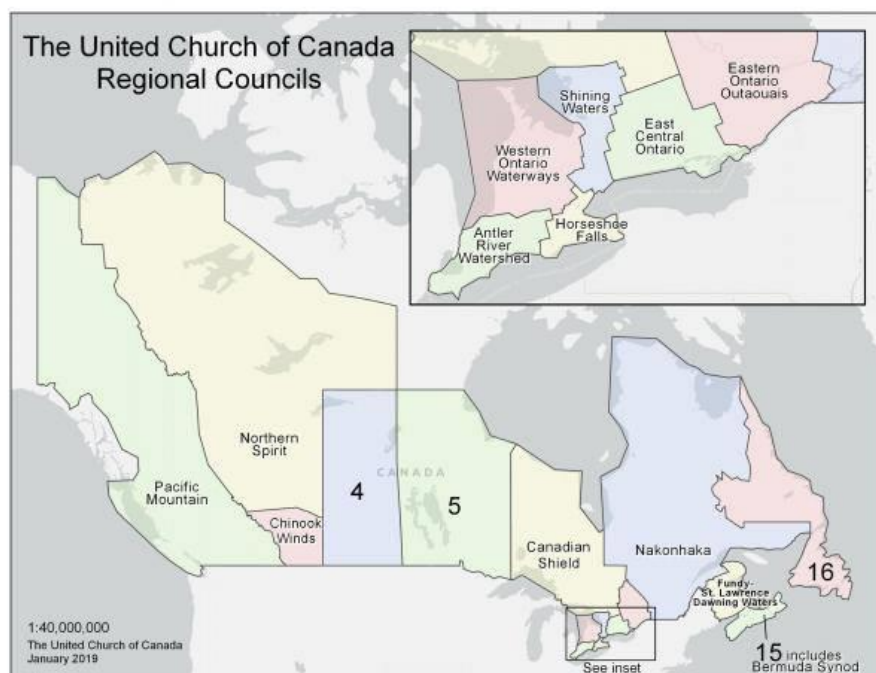 The United Church of Canada
Regional Councils
Eastern
Ontario
Outaouais
Shining
Waters
East
Central
Ontario
Western
Ontario
Waterways
Horseshoe
Falls
Antler
River
Watershed
Northern
Spirit
Pacific
Mountain
Chinook
Winds
4
CANADA
5
Canadian
Shield
Nakonhaka
16
Fundy-
St. Lawrence
Dawning Waters
15 includes
Bermuda Synod
See inset
1:40,000,000
The United Church of Canada
January 2019